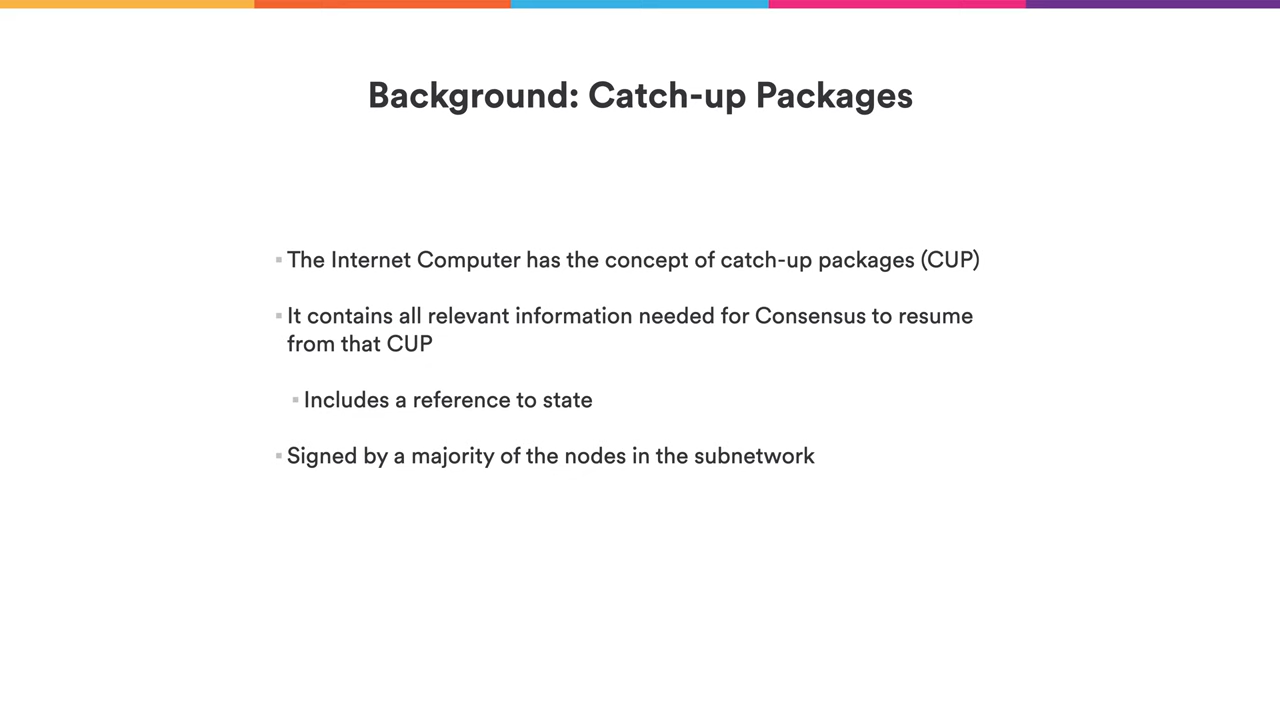 Background: Catch-up Packages
▪ The Internet Computer has the concept of catch-up packages (CUP)
▪ It contains all relevant information needed for Consensus to resume
from that CUP
▪ Includes a reference to state
▪ Signed by a majority of the nodes in the subnetwork